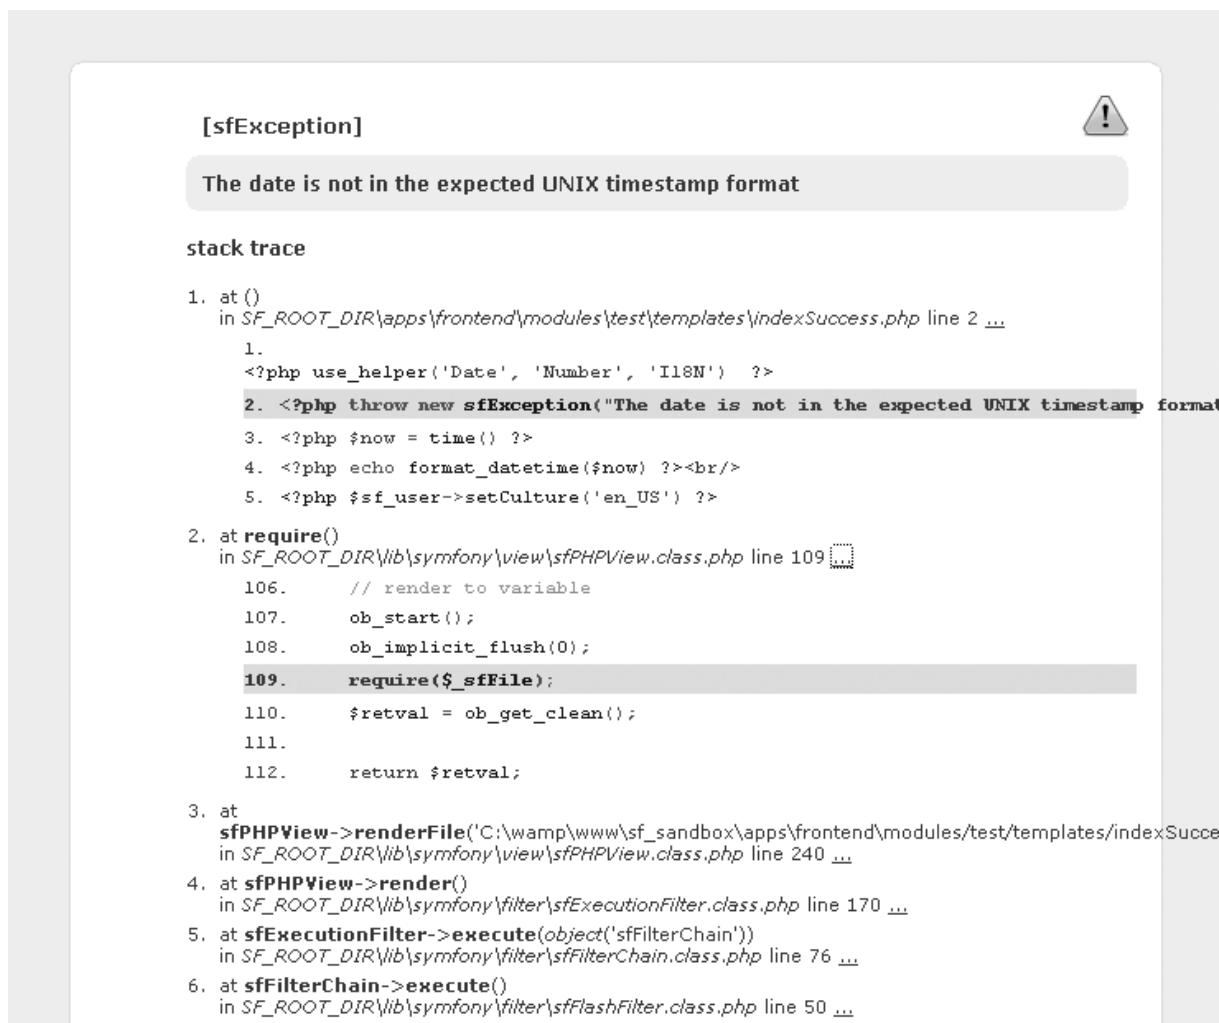 [sfException]
The date is not in the expected UNIX timestamp format
stack trace
1. at ()
in SF_ROOT_DIR\apps\frontend\modules\test\templates\indexSuccess.php line 2 ...
1.
<?php use_helper('Date', 'Number', 'I18N')  ?>
2. <?php throw new sfException("The date is not in the expected UNIX timestamp format
3. <?php $now = time() ?>
4. <?php echo format_datetime($now) ?><br/>
5. <?php $sf_user->setCulture('en_US') ?>
2. at require()
in SF_ROOT_DIR\lib\symfony\view\sfPHPView.class.php line 109 ...
106. // render to variable
107. ob_start();
108. ob_implicit_flush(0);
109. require($_sfFile);
110. $retval = ob_get_clean();
111.
112. return $retval;
3. at
sfPHPView->renderFile('C:\wamp\www\sf_sandbox\apps\frontend\modules/test/templates/indexSucce
in SF_ROOT_DIR\lib\symfony\view\sfPHPView.class.php line 240 ...
4. at sfPHPView->render()
in SF_ROOT_DIR\lib\symfony\filter\sfExecutionFilter.class.php line 170 ...
5. at sfExecutionFilter->execute(object('sfFilterChain'))
in SF_ROOT_DIR\lib\symfony\filter\sfFilterChain.class.php line 76 ...
6. at sfFilterChain->execute()
in SF_ROOT_DIR\lib\symfony\filter\sfFlashFilter.class.php line 50 ...